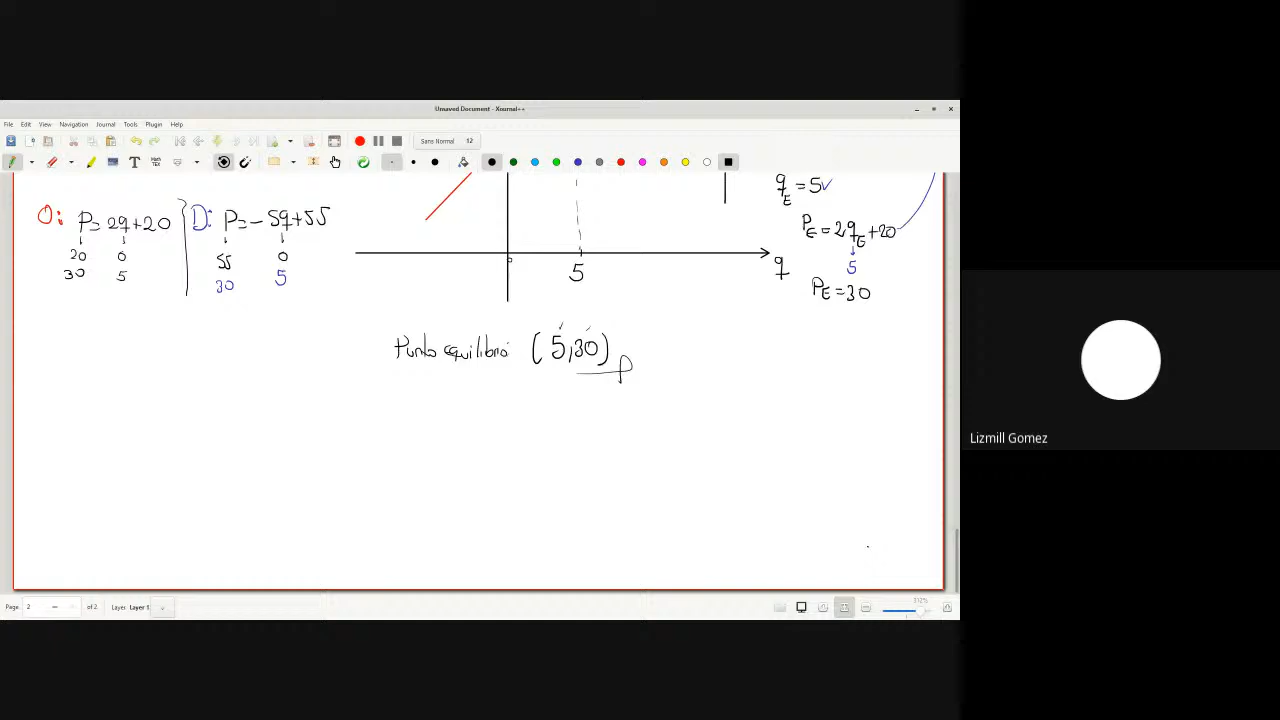 Unsaved Document - Xournal++
File Edit View Navigation Journal Tools Plugin Help
Sans Normal 12
O: P=2q+20
20 0
30 5
D: P=-5q+55
55 0
30 5
5
q
q_E=5✓
P_E=2q_E+20
5
P_E=30
Punto equilibrio (5,30)
Lizmill Gomez
Page 2 of 2 Layers Layer 1
312%